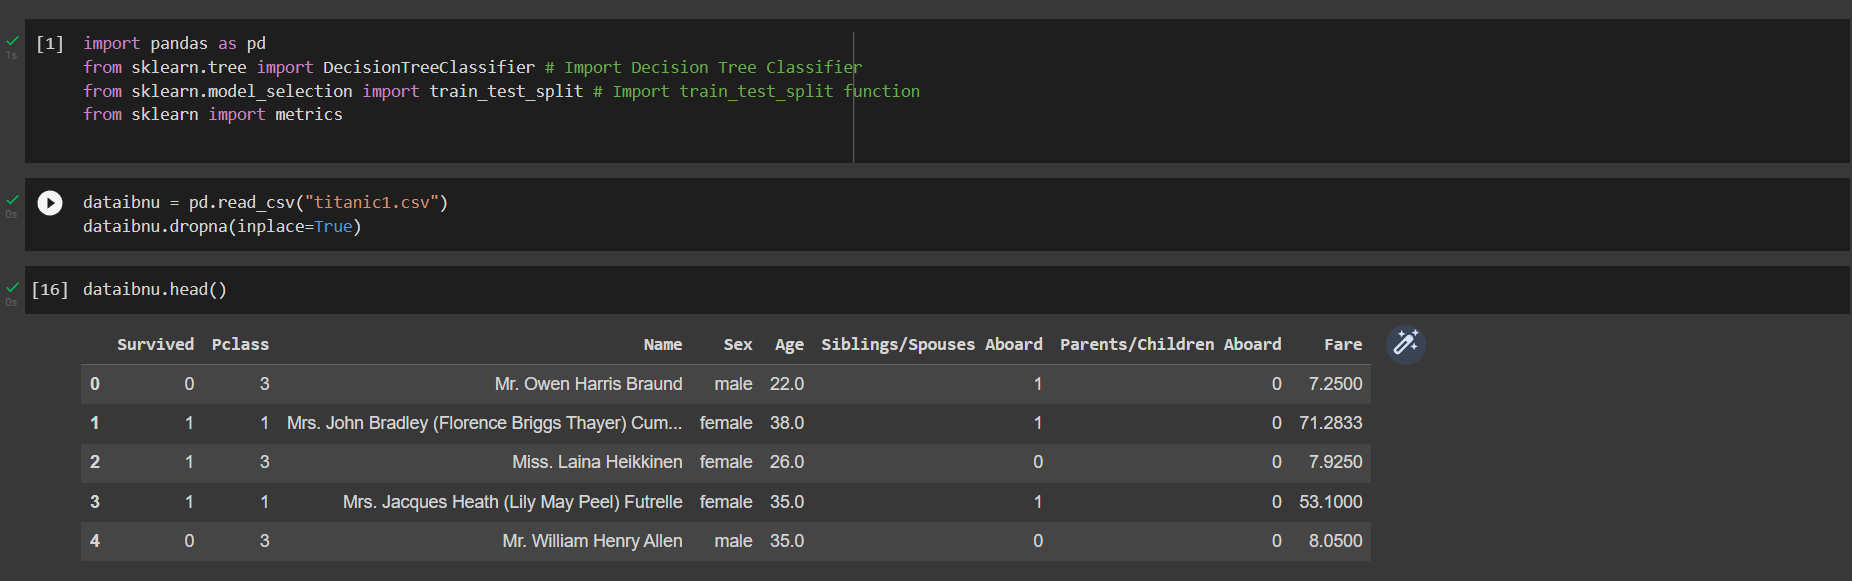 [1] import pandas as pd
from sklearn.tree import DecisionTreeClassifier # Import Decision Tree Classifier
from sklearn.model_selection import train_test_split # Import train_test_split function
from sklearn import metrics
1s
dataibnu = pd.read_csv("titanic1.csv")
0s
dataibnu.dropna(inplace=True)
[16] dataibnu.head()
0s
Survived Pclass Name Sex Age Siblings/Spouses Aboard Parents/Children Aboard Fare
0 0 3 Mr. Owen Harris Braund male 22.0 1 0 7.2500
1 1 1 Mrs. John Bradley (Florence Briggs Thayer) Cum... female 38.0 1 0 71.2833
2 1 3 Miss. Laina Heikkinen female 26.0 0 0 7.9250
3 1 1 Mrs. Jacques Heath (Lily May Peel) Futrelle female 35.0 1 0 53.1000
4 0 3 Mr. William Henry Allen male 35.0 0 0 8.0500